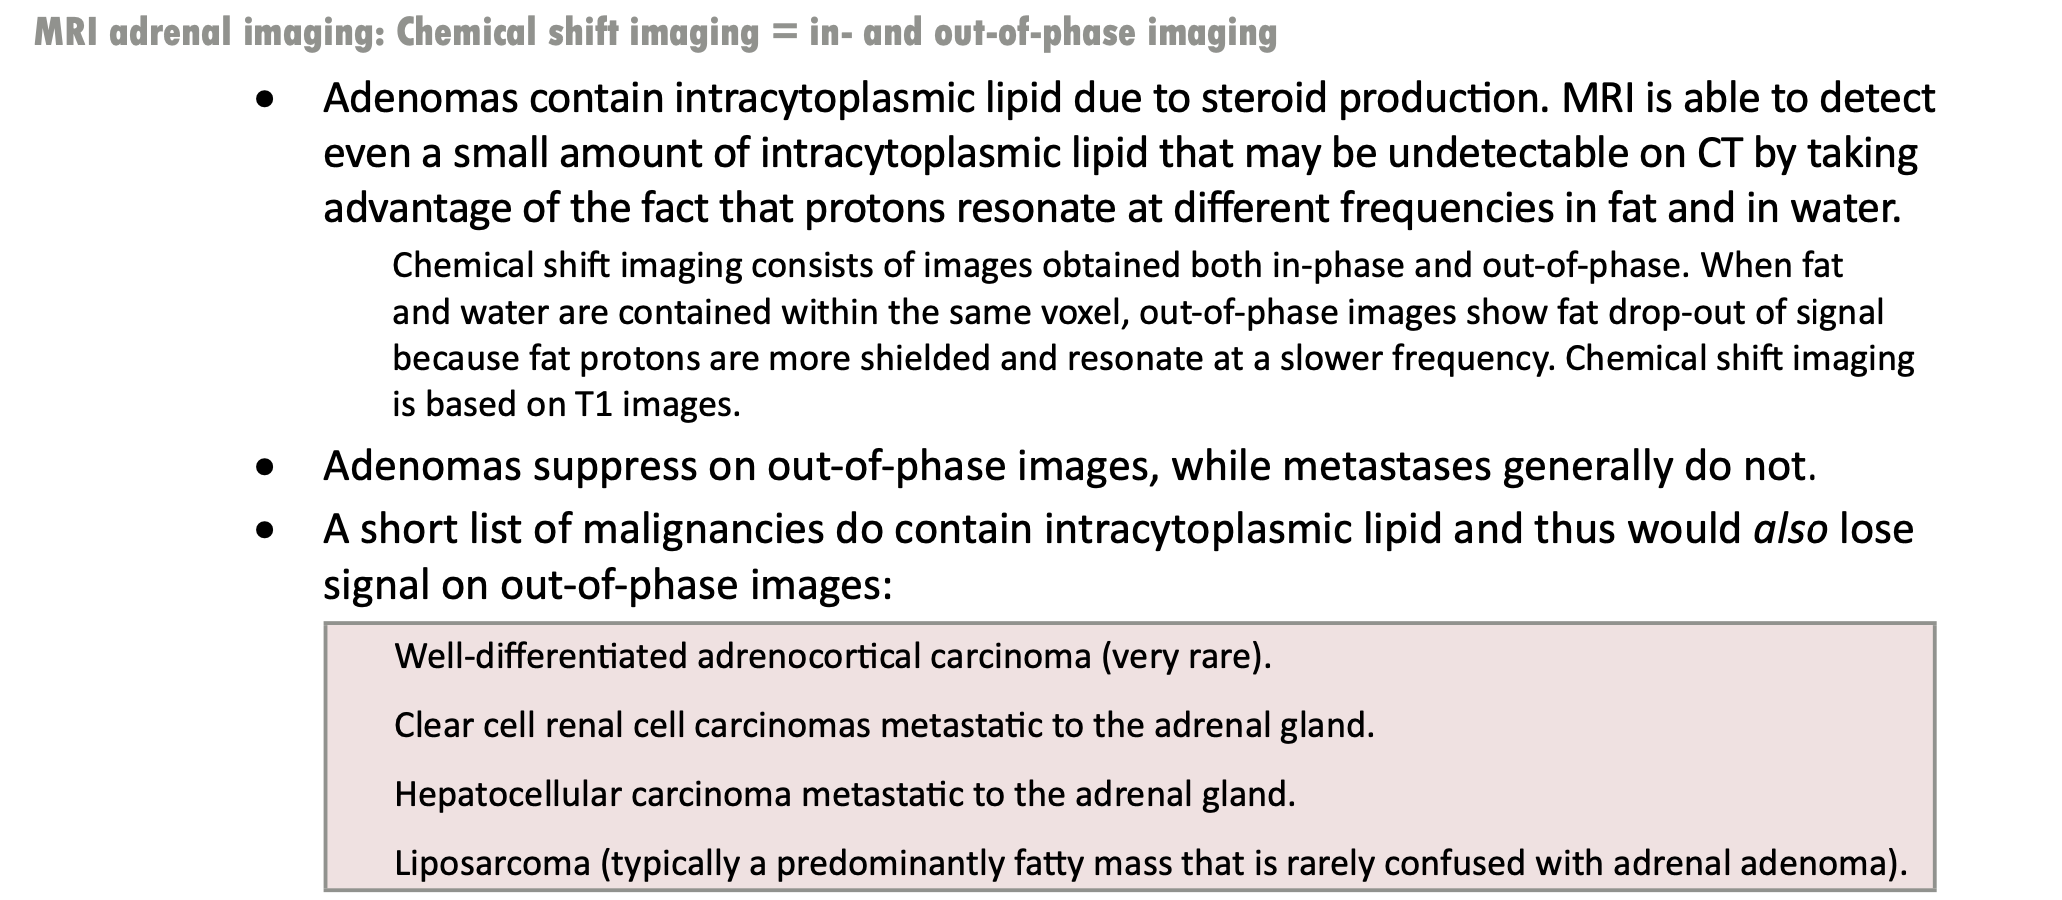 MRI adrenal imaging: Chemical shift imaging = in- and out-of-phase imaging
• Adenomas contain intracytoplasmic lipid due to steroid production. MRI is able to detect
even a small amount of intracytoplasmic lipid that may be undetectable on CT by taking
advantage of the fact that protons resonate at different frequencies in fat and in water.
Chemical shift imaging consists of images obtained both in-phase and out-of-phase. When fat
and water are contained within the same voxel, out-of-phase images show fat drop-out of signal
because fat protons are more shielded and resonate at a slower frequency. Chemical shift imaging
is based on T1 images.
• Adenomas suppress on out-of-phase images, while metastases generally do not.
• A short list of malignancies do contain intracytoplasmic lipid and thus would also lose
signal on out-of-phase images:
Well-differentiated adrenocortical carcinoma (very rare).
Clear cell renal cell carcinomas metastatic to the adrenal gland.
Hepatocellular carcinoma metastatic to the adrenal gland.
Liposarcoma (typically a predominantly fatty mass that is rarely confused with adrenal adenoma).